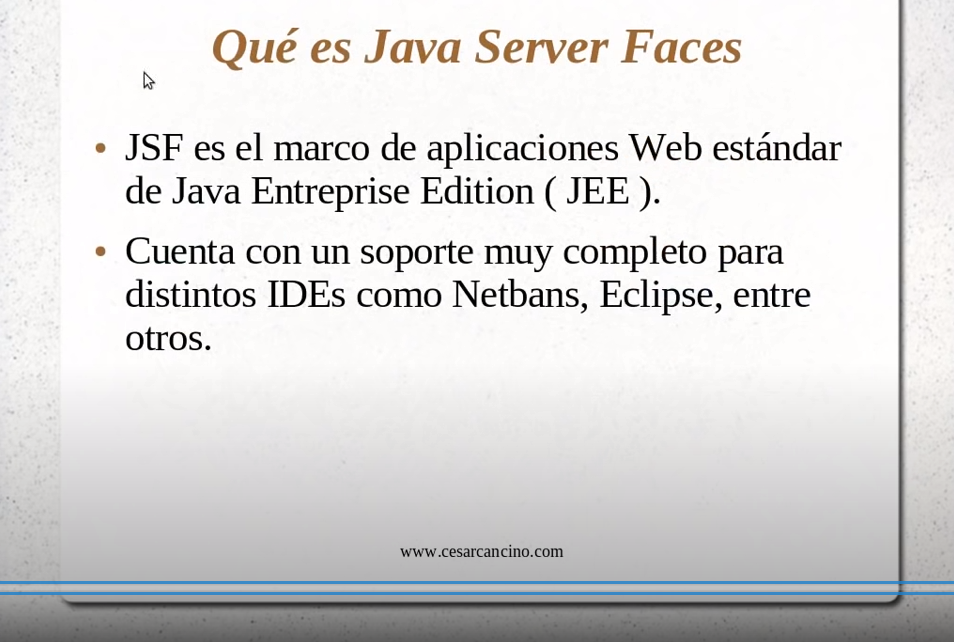 Qué es Java Server Faces
• JSF es el marco de aplicaciones Web estándar
de Java Entreprise Edition ( JEE ).
• Cuenta con un soporte muy completo para
distintos IDEs como Netbans, Eclipse, entre
otros.
www.cesarcancino.com